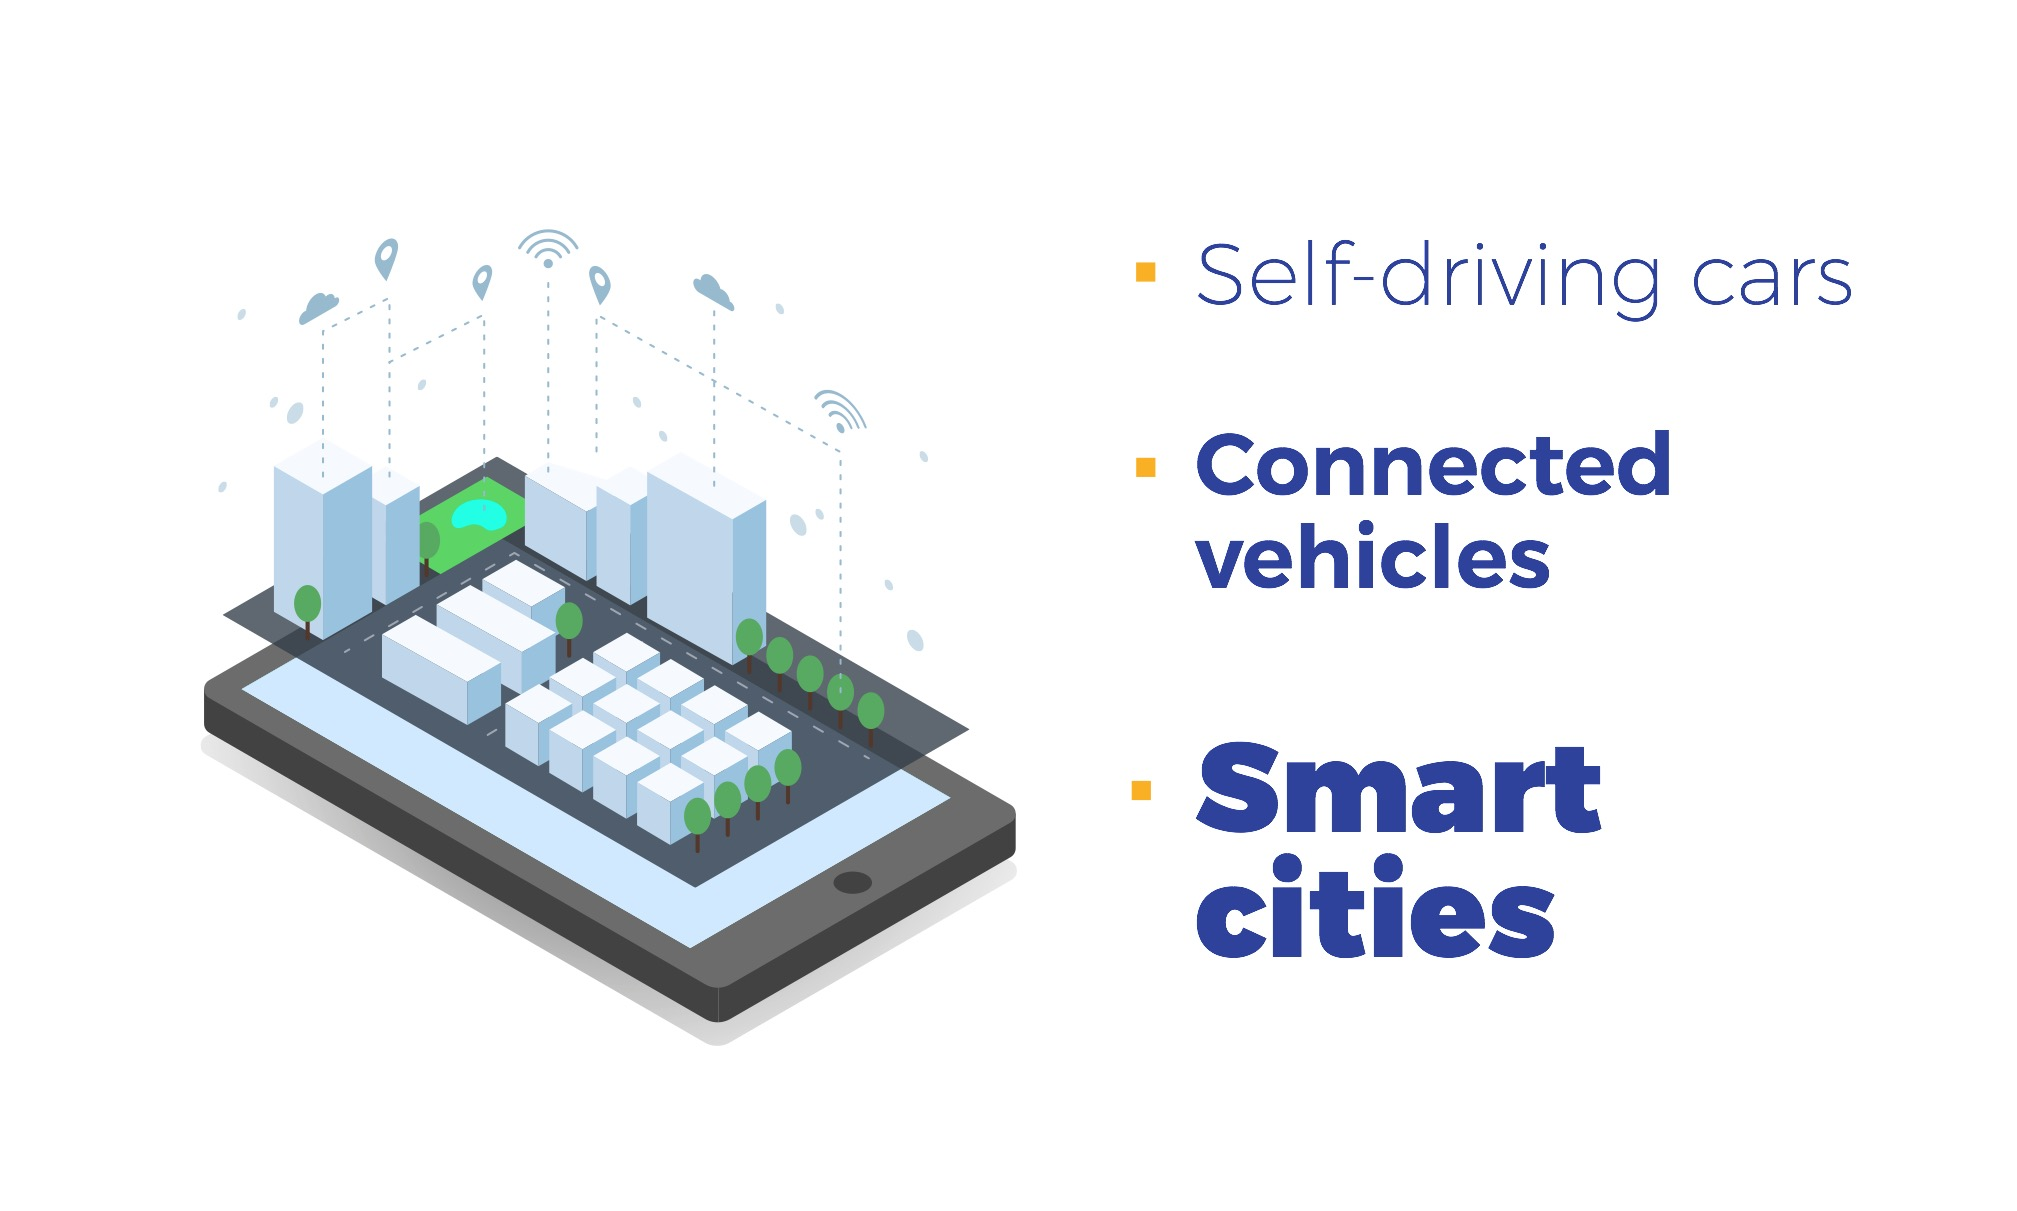 Self-driving cars
Connected
vehicles
Smart
cities